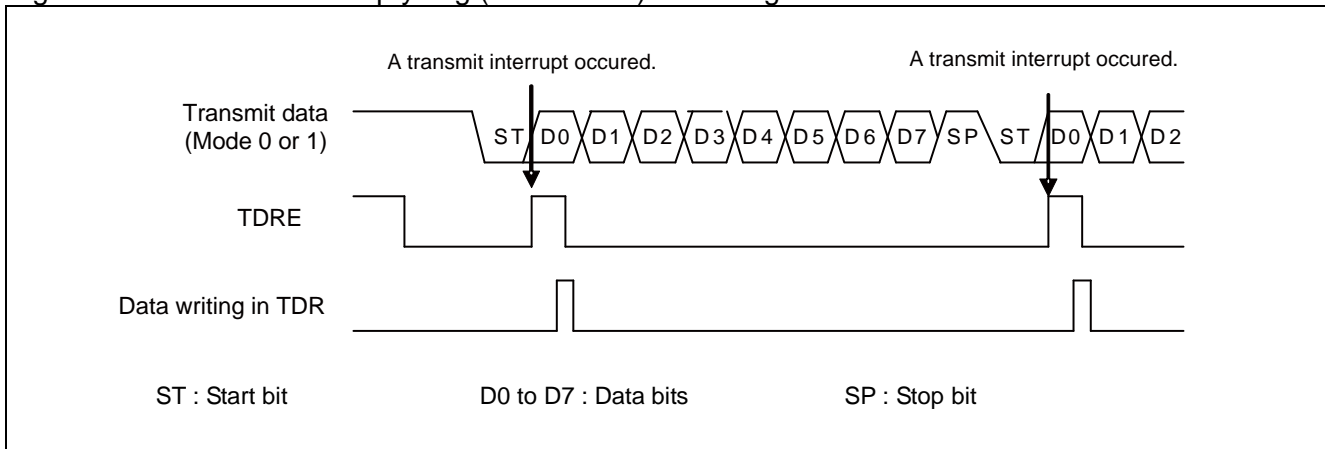 A transmit interrupt occured. A transmit interrupt occured.
Transmit data
(Mode 0 or 1)
ST D0 D1 D2 D3 D4 D5 D6 D7 SP ST D0 D1 D2
TDRE
Data writing in TDR
ST : Start bit D0 to D7 : Data bits SP : Stop bit